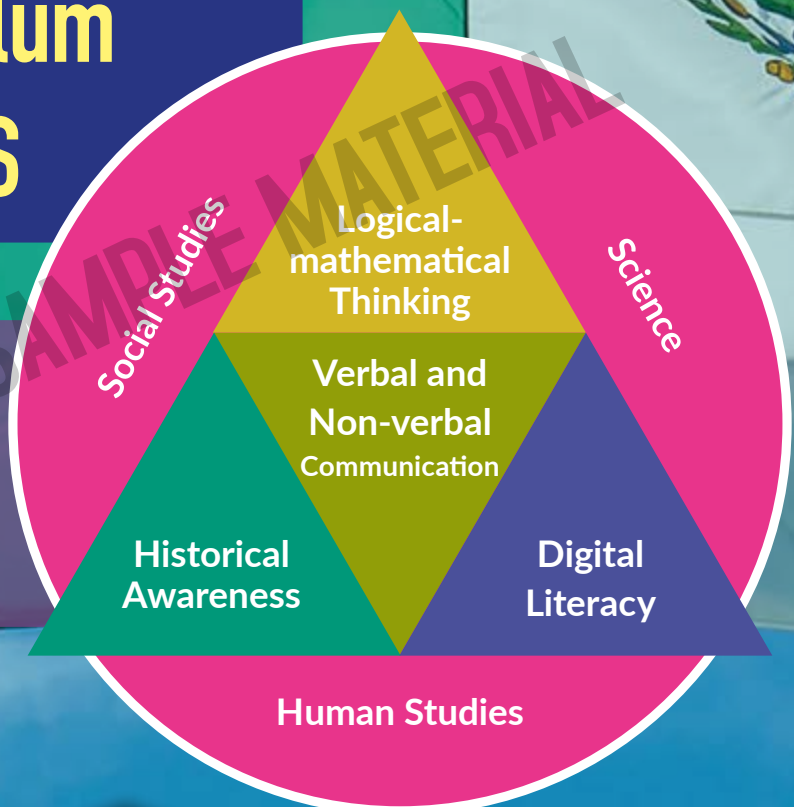 SAMPLE MATERIAL
Logical-
mathematical
Thinking
Social Studies
Science
Verbal and
Non-verbal
Communication
Historical
Awareness
Digital
Literacy
Human Studies